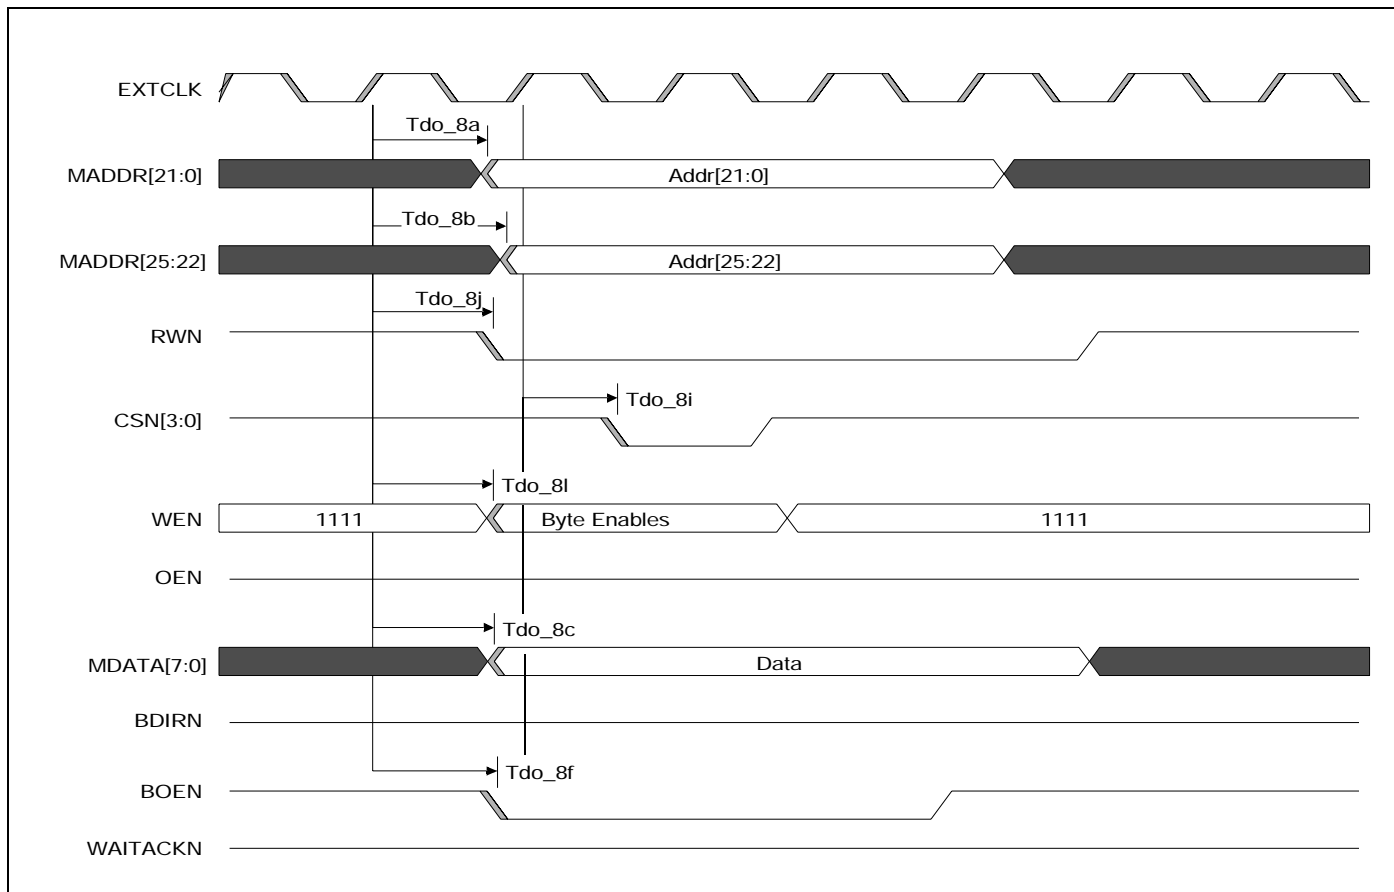 EXTCLK
Tdo_8a
MADDR[21:0] Addr[21:0]
Tdo_8b
MADDR[25:22] Addr[25:22]
Tdo_8j
RWN
Tdo_8i
CSN[3:0]
Tdo_8l
WEN 1111 Byte Enables 1111
OEN
Tdo_8c
MDATA[7:0] Data
BDIRN
Tdo_8f
BOEN
WAITACKN